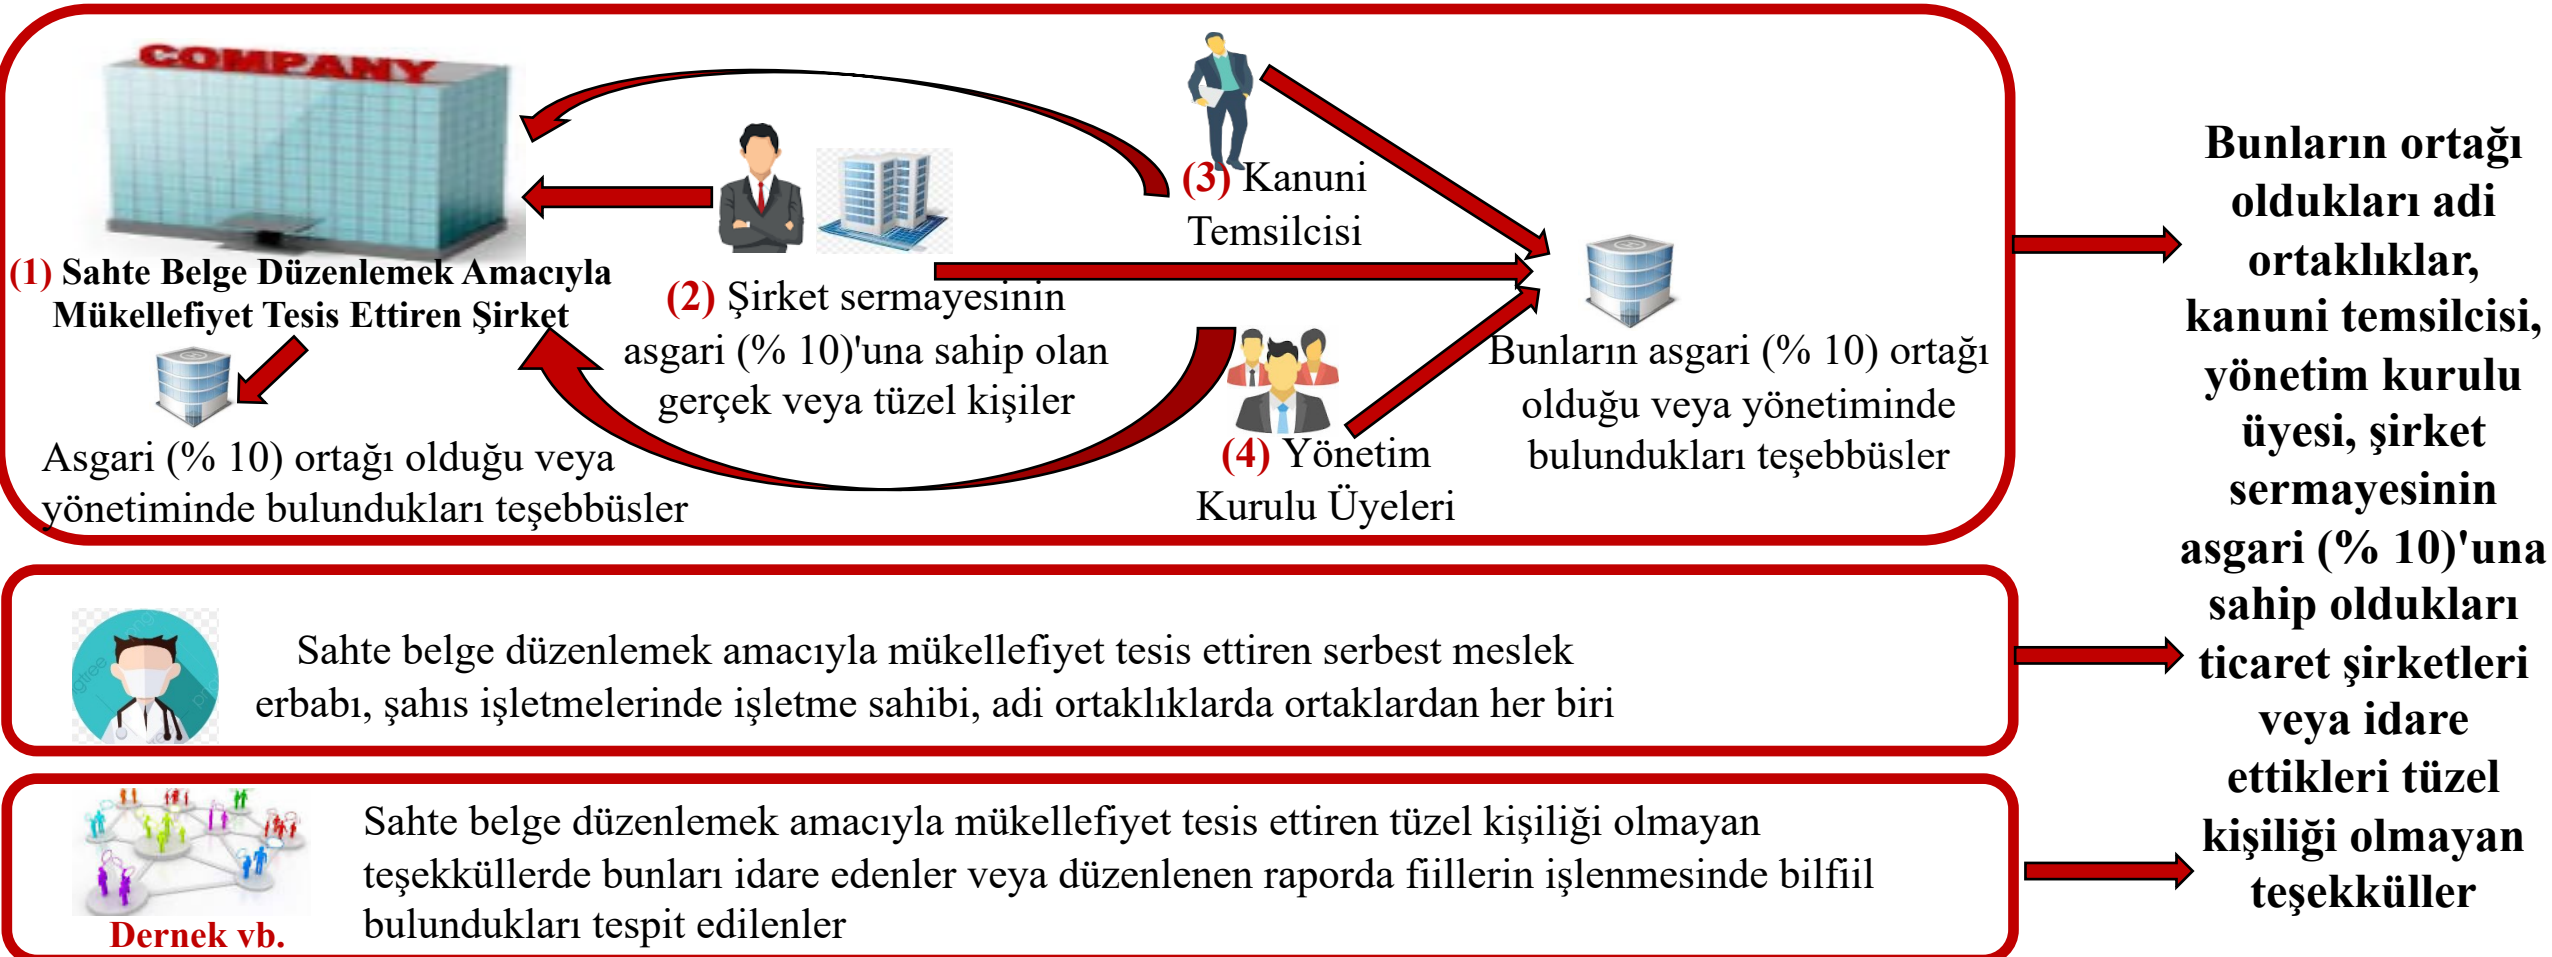 COMPANY
(1) Sahte Belge Düzenlemek Amacıyla
Mükellefiyet Tesis Ettiren Şirket
Asgari (% 10) ortağı olduğu veya
yönetiminde bulundukları teşebbüsler
(2) Şirket sermayesinin
asgari (% 10)'una sahip olan
gerçek veya tüzel kişiler
(3) Kanuni
Temsilcisi
(4) Yönetim
Kurulu Üyeleri
Bunların asgari (% 10) ortağı
olduğu veya yönetiminde
bulundukları teşebbüsler
Sahte belge düzenlemek amacıyla mükellefiyet tesis ettiren serbest meslek
erbabı, şahıs işletmelerinde işletme sahibi, adi ortaklıklarda ortaklardan her biri
Dernek vb.
Sahte belge düzenlemek amacıyla mükellefiyet tesis ettiren tüzel kişiliği olmayan
teşekküllerde bunları idare edenler veya düzenlenen raporda fiillerin işlenmesinde bilfiil
bulundukları tespit edilenler
Bunların ortağı
oldukları adi
ortaklıklar,
kanuni temsilcisi,
yönetim kurulu
üyesi, şirket
sermayesinin
asgari (% 10)'una
sahip oldukları
ticaret şirketleri
veya idare
ettikleri tüzel
kişiliği olmayan
teşekküller